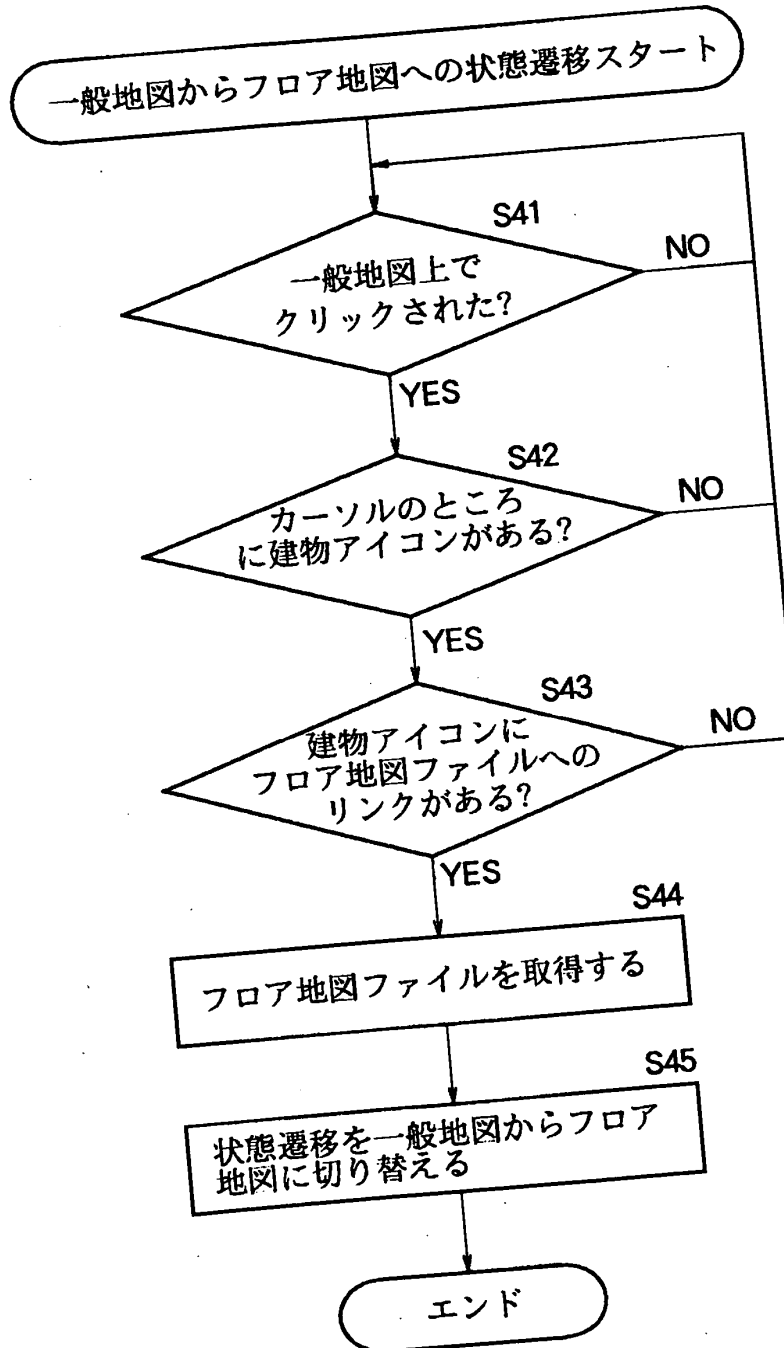 一般地図からフロア地図への状態遷移スタート
S41
一般地図上で
クリックされた?
NO
YES
S42
カーソルのところ
に建物アイコンがある?
NO
YES
S43
建物アイコンに
フロア地図ファイルへの
リンクがある?
NO
YES
S44
フロア地図ファイルを取得する
S45
状態遷移を一般地図からフロア
地図に切り替える
エンド